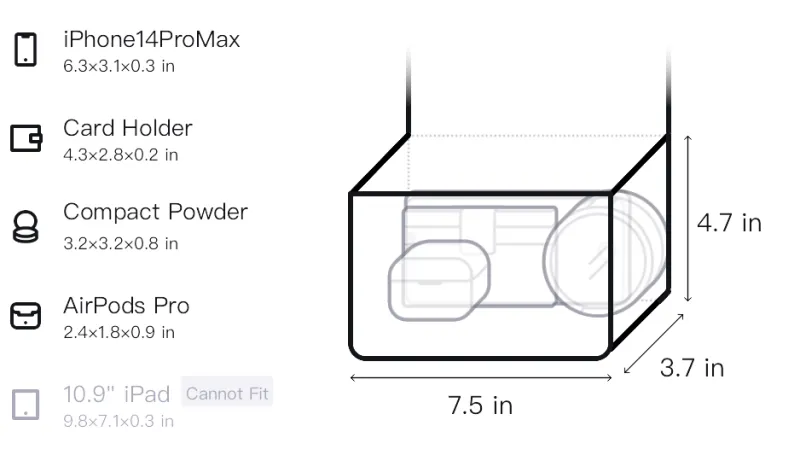 iPhone14ProMax
6.3×3.1×0.3 in
Card Holder
4.3×2.8×0.2 in
Compact Powder
3.2×3.2×0.8 in
AirPods Pro
2.4×1.8×0.9 in
10.9" iPad Cannot Fit
9.8×7.1×0.3 in
4.7 in
3.7 in
7.5 in